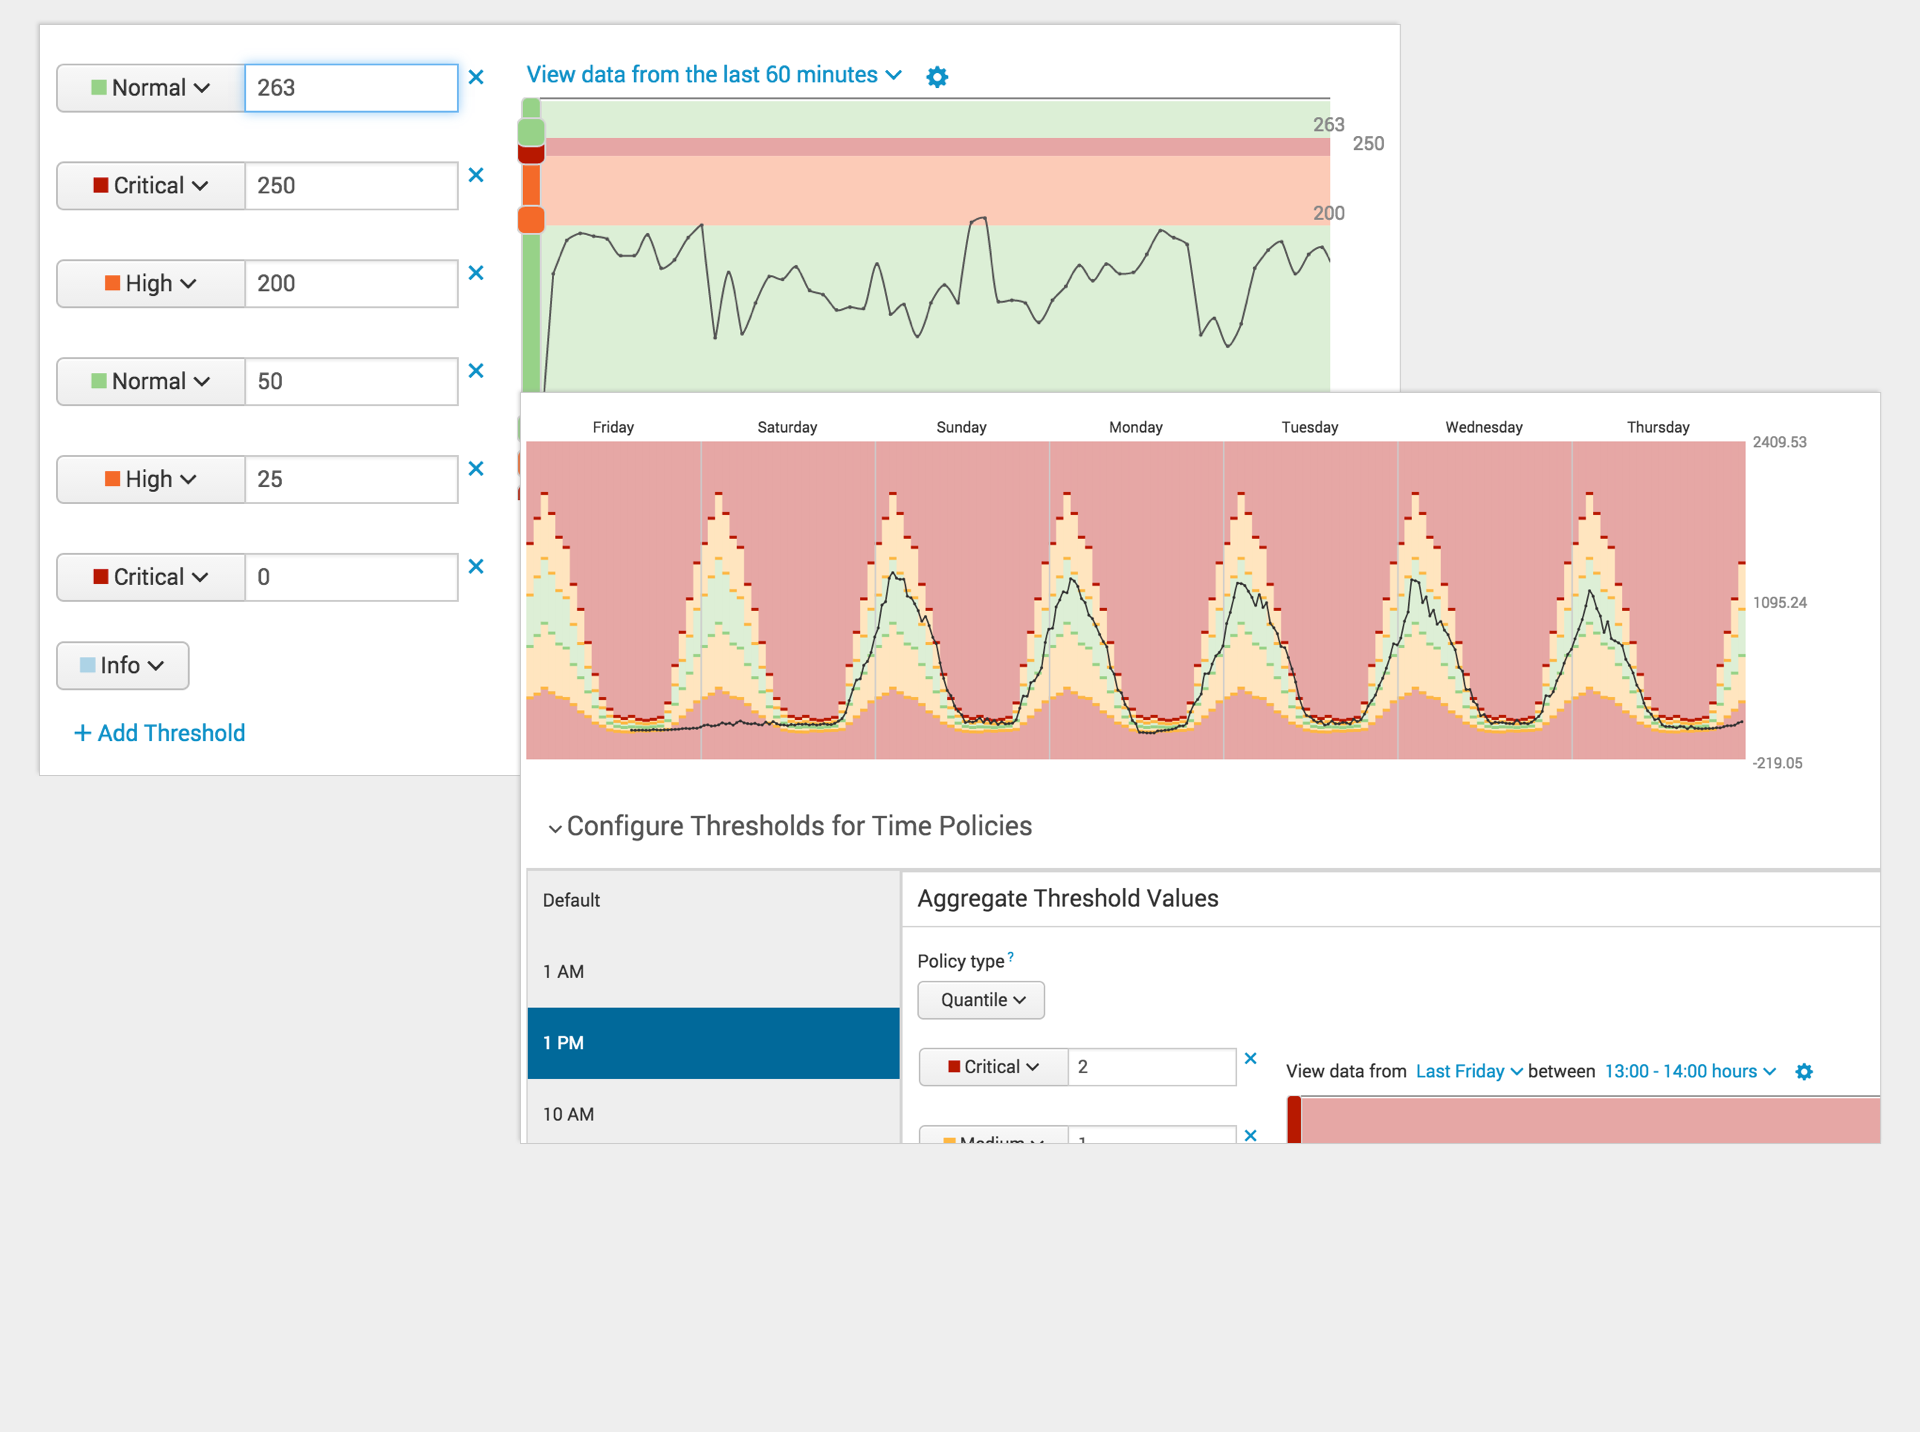 Normal 263
Critical 250
High 200
Normal 50
High 25
Critical 0
Info
+ Add Threshold
View data from the last 60 minutes
263
250
200
Friday Saturday Sunday Monday Tuesday Wednesday Thursday
2409.53
1095.24
-219.05
Configure Thresholds for Time Policies
Default
1 AM
1 PM
10 AM
Aggregate Threshold Values
Policy type ?
Quantile
Critical 2
Medium 1
View data from Last Friday between 13:00 - 14:00 hours